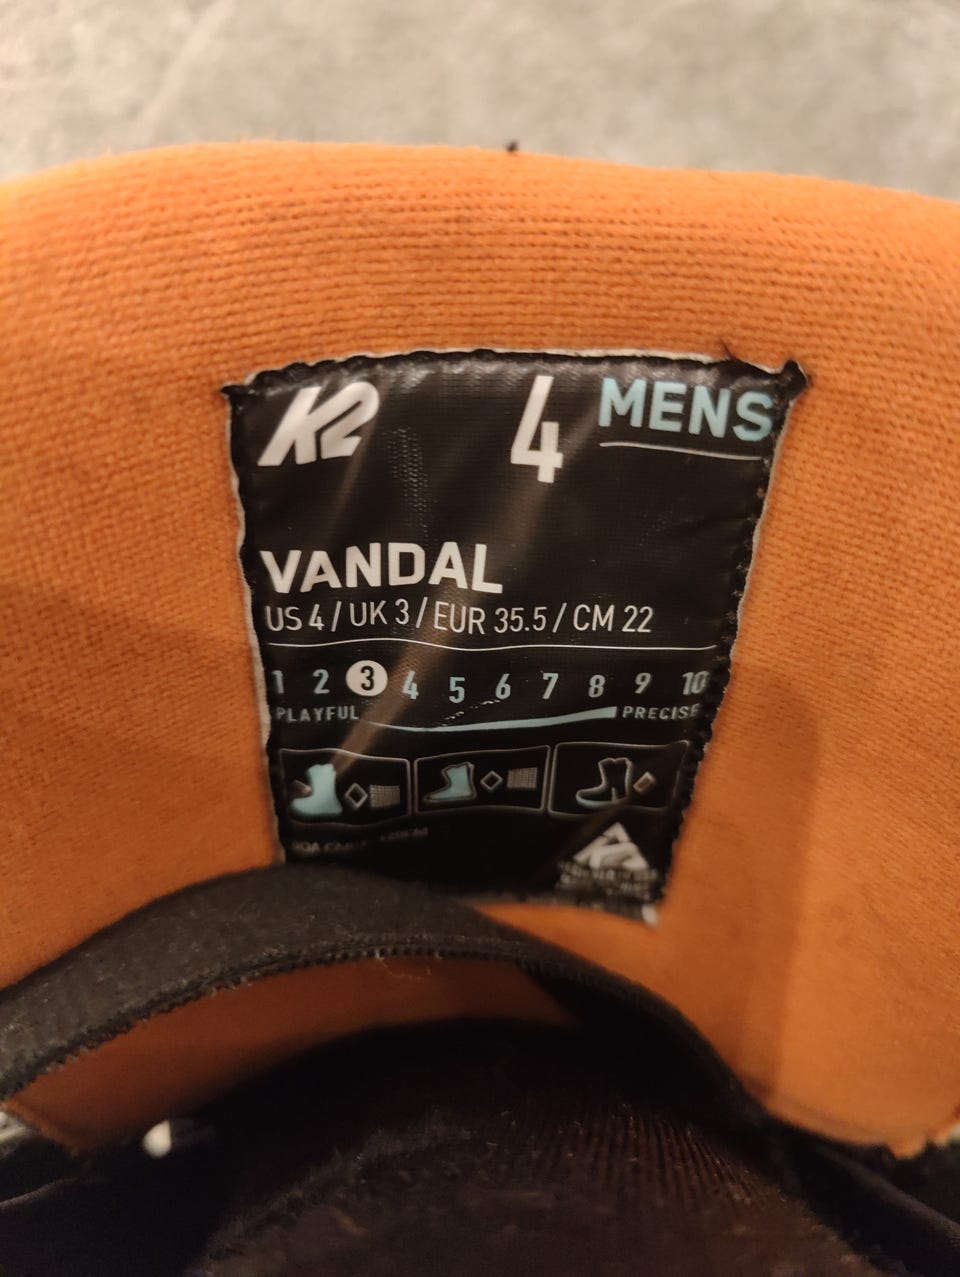 K2 4 MENS
VANDAL
US 4 / UK 3 / EUR 35.5 / CM 22
1 2 3 4 5 6 7 8 9 10
PLAYFUL PRECISE
K2